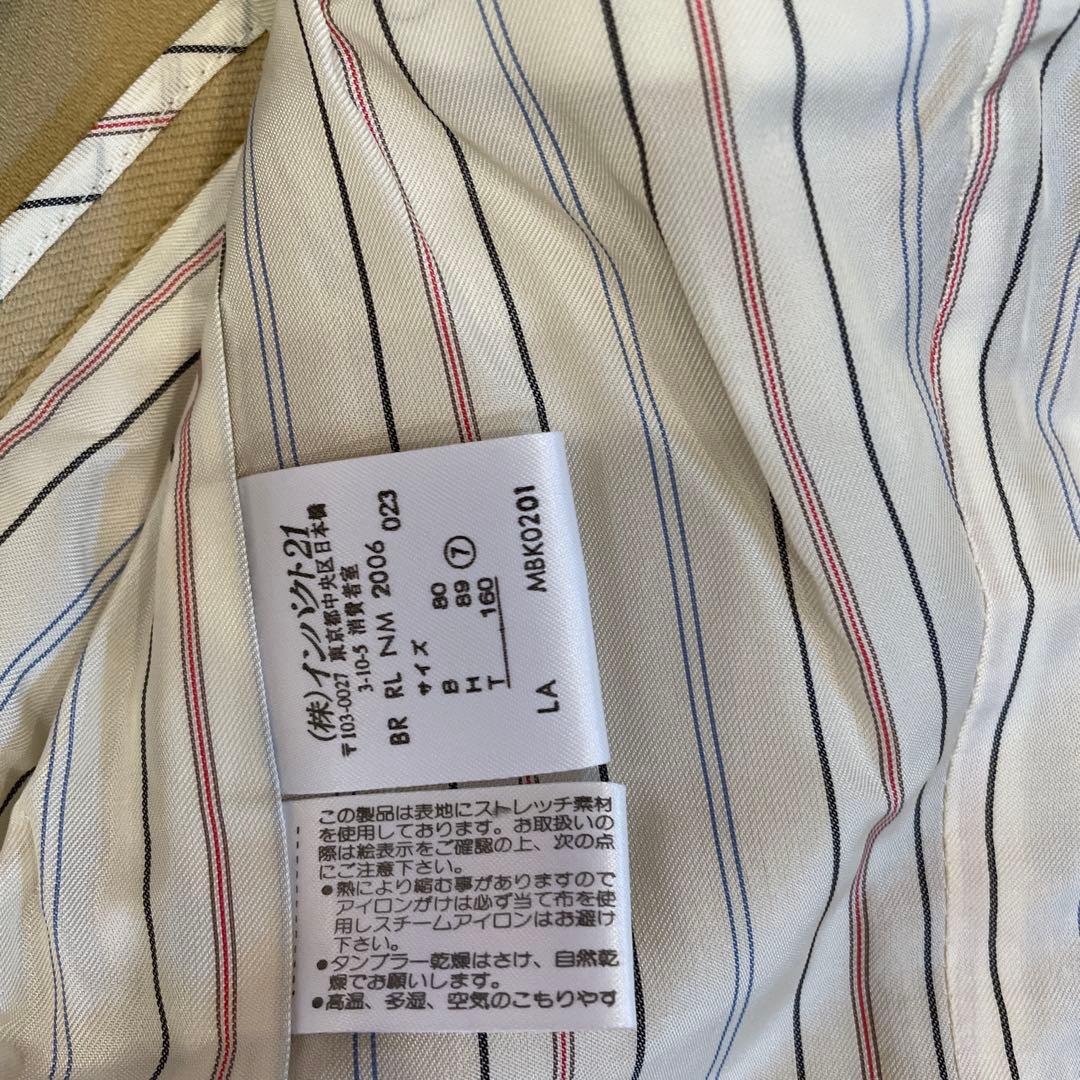 (株)インパクト21
〒103-0027 東京都中央区日本橋
3-10-5 消費者室
BR RL NM 2006 023
サイズ
B 80
H 89 ⑦
T 160
LA MBK0201
この製品は表地にストレッチ素材
を使用しております。お取扱いの
際は絵表示をご確認の上、次の点
にご注意下さい。
●熱により縮む事がありますので
アイロンがけは必ず当て布を使
用しスチームアイロンはお避け
下さい。
●タンブラー乾燥はさけ、自然乾
燥でお願いします。
●高温、多湿、空気のこもりやす